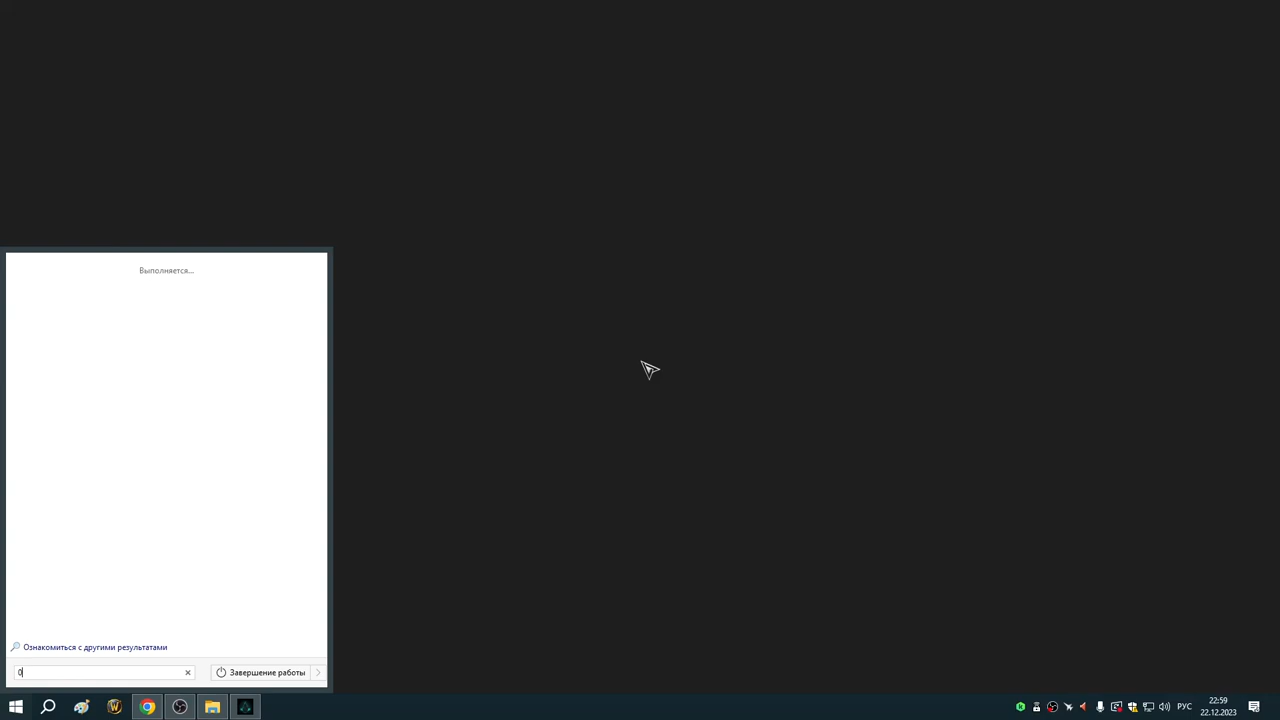 Выполняется...
Ознакомиться с другими результатами
0
Завершение работы
РУС
22:59
22.12.2023